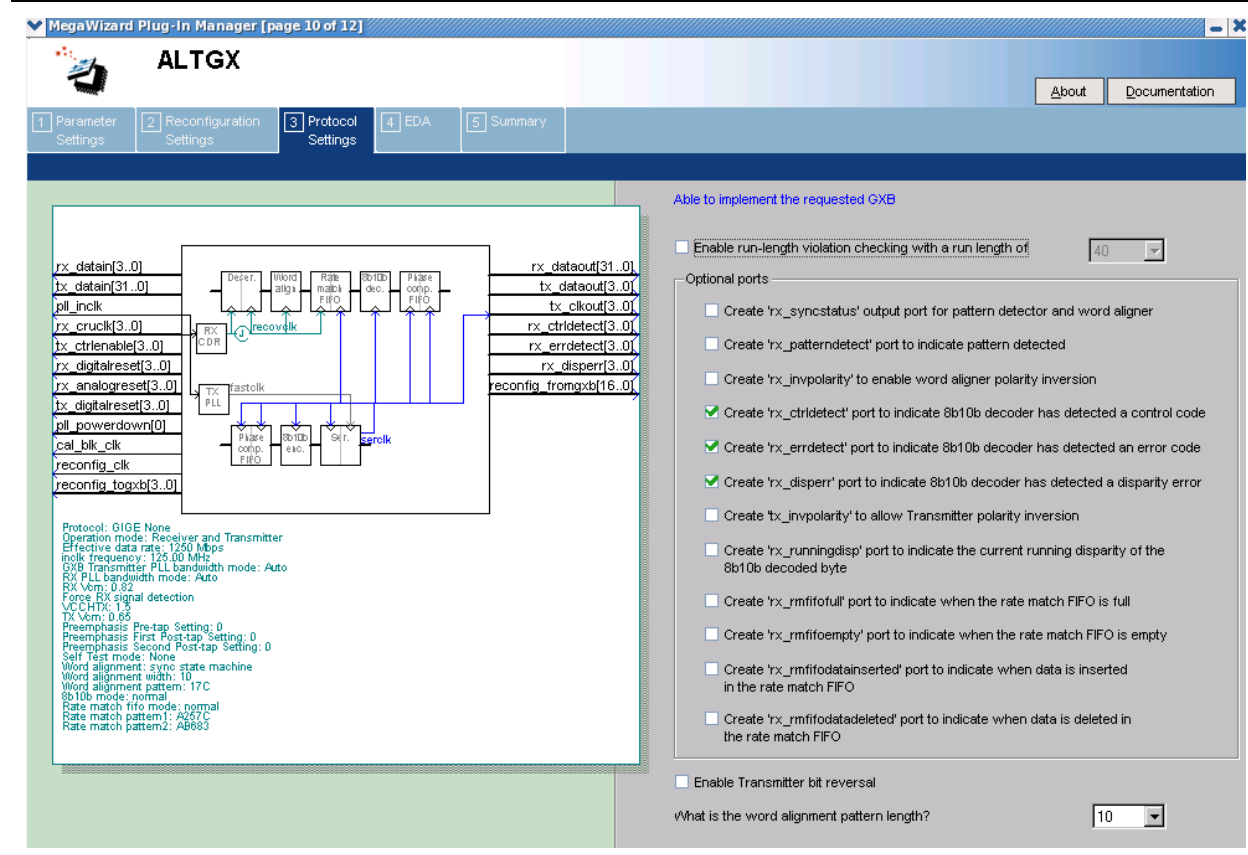 MegaWizard Plug-In Manager [page 10 of 12]
ALTGX
About
Documentation
1 Parameter
Settings
2 Reconfiguration
Settings
3 Protocol
Settings
4 EDA
5 Summary
Able to implement the requested GXB
Enable run-length violation checking with a run length of
40
Optional ports
Create 'rx_syncstatus' output port for pattern detector and word aligner
Create 'rx_patterndetect' port to indicate pattern detected
Create 'rx_invpolarity' to enable word aligner polarity inversion
Create 'rx_ctrldetect' port to indicate 8b10b decoder has detected a control code
Create 'rx_errdetect' port to indicate 8b10b decoder has detected an error code
Create 'rx_disperr' port to indicate 8b10b decoder has detected a disparity error
Create 'tx_invpolarity' to allow Transmitter polarity inversion
Create 'rx_runningdisp' port to indicate the current running disparity of the
8b10b decoded byte
Create 'rx_rmfifofull' port to indicate when the rate match FIFO is full
Create 'rx_rmfifoempty' port to indicate when the rate match FIFO is empty
Create 'rx_rmfifodatainserted' port to indicate when data is inserted
in the rate match FIFO
Create 'rx_rmfifodatadeleted' port to indicate when data is deleted in
the rate match FIFO
Enable Transmitter bit reversal
What is the word alignment pattern length?
10
rx_datain[3..0]
tx_datain[31..0]
pll_inclk
rx_cruclk[3..0]
tx_ctrlenable[3..0]
rx_digitalreset[3..0]
rx_analogreset[3..0]
tx_digitalreset[3..0]
pll_powerdown[0]
cal_blk_clk
reconfig_clk
reconfig_togxb[3..0]
Deser.
Word
align
Rate
match
FIFO
8b10b
dec.
Phase
comp.
FIFO
RX
CDR
recovclk
TX
PLL
fastclk
Phase
comp.
FIFO
8b10b
enc.
Ser.
serclk
rx_dataout[31..0]
tx_dataout[3..0]
tx_clkout[3..0]
rx_ctrldetect[3..0]
rx_errdetect[3..0]
rx_disperr[3..0]
reconfig_fromgxb[16..0]
Protocol: GIGE None
Operation mode: Receiver and Transmitter
Effective data rate: 1250 Mbps
inclk frequency: 125.00 MHz
GXB Transmitter PLL bandwidth mode: Auto
RX PLL bandwidth mode: Auto
RX Vcm: 0.82
Force RX signal detection
VCCHTX: 1.5
TX Vcm: 0.65
Preemphasis Pre-tap Setting: 0
Preemphasis First Post-tap Setting: 0
Preemphasis Second Post-tap Setting: 0
Self Test mode: None
Word alignment: sync state machine
Word alignment width: 10
Word alignment pattern: 17C
8b10b mode: normal
Rate match fifo mode: normal
Rate match pattern1: A257C
Rate match pattern2: AB683